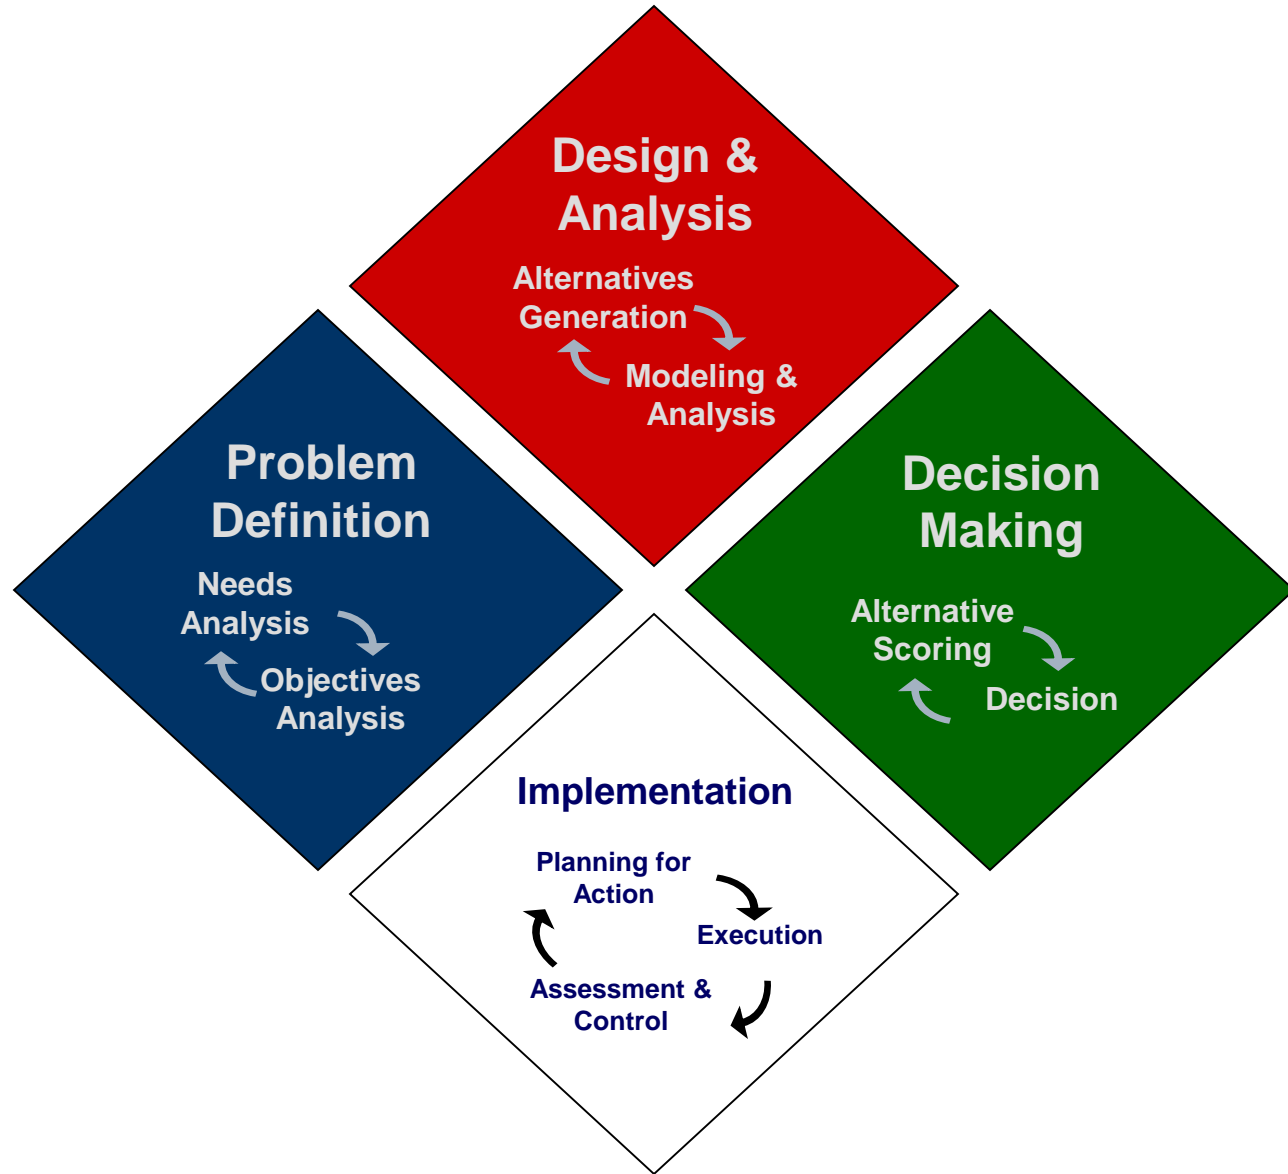 Design &
Analysis
Alternatives
Generation
Modeling &
Analysis
Problem
Definition
Needs
Analysis
Objectives
Analysis
Decision
Making
Alternative
Scoring
Decision
Implementation
Planning for
Action
Execution
Assessment &
Control